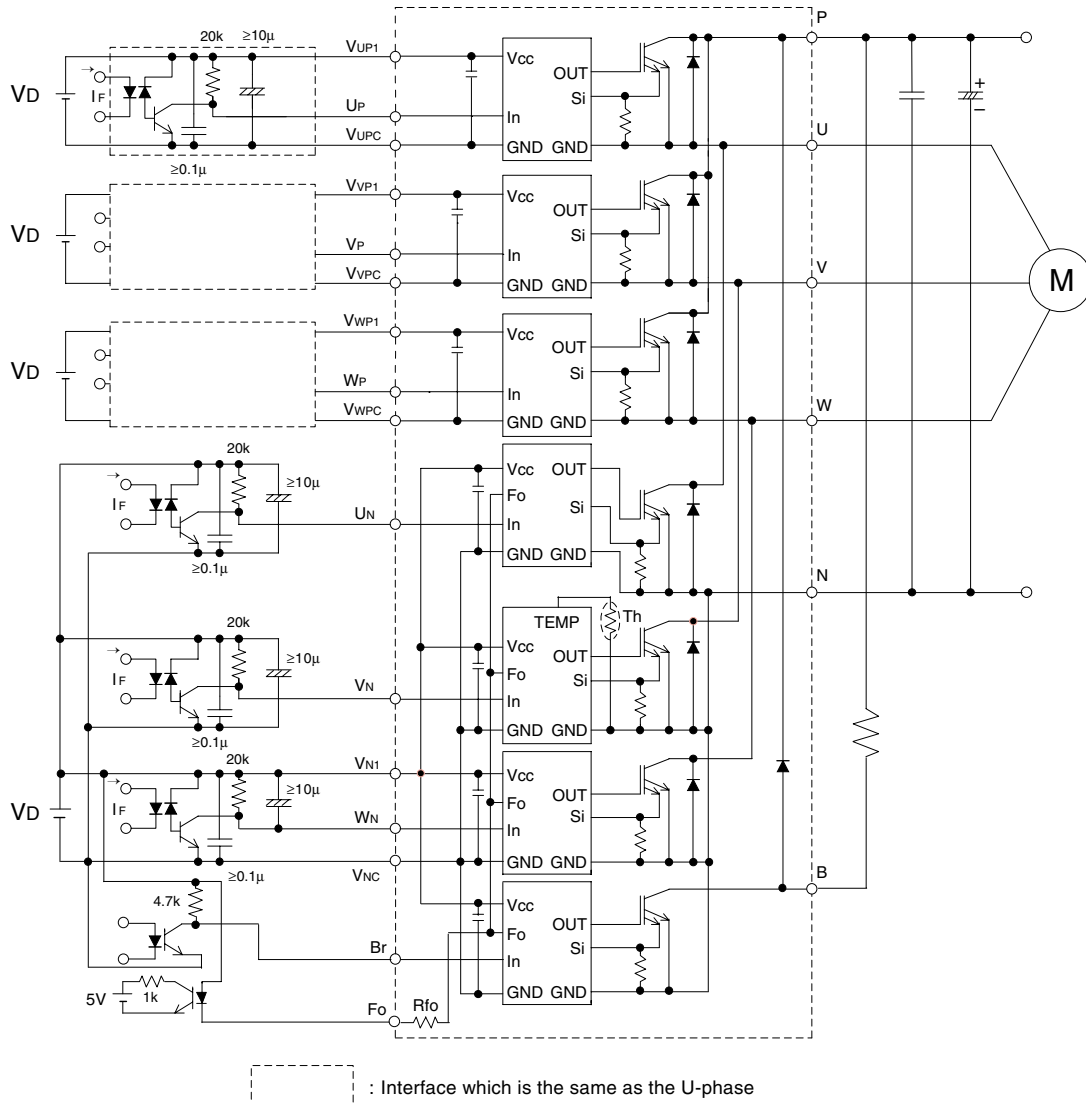 P
20k
≥10µ
VUP1
Vcc
OUT
Si
VD
IF
UP
In
VUPC
GND GND
U
≥0.1µ
VVP1
Vcc
OUT
Si
VD
VP
In
VVPC
GND GND
V
M
VWP1
Vcc
OUT
Si
VD
WP
In
VWPC
GND GND
W
20k
≥10µ
IF
UN
Vcc
OUT
Fo
Si
In
GND GND
≥0.1µ
N
TEMP
Th
20k
≥10µ
IF
VN
Vcc
OUT
Fo
Si
In
GND GND
≥0.1µ
20k
≥10µ
VN1
Vcc
OUT
Fo
Si
VD
IF
WN
In
GND GND
VNC
≥0.1µ
B
4.7k
Vcc
OUT
Fo
Si
Br
In
GND GND
5V
1k
Fo
Rfo
+
–
: Interface which is the same as the U-phase